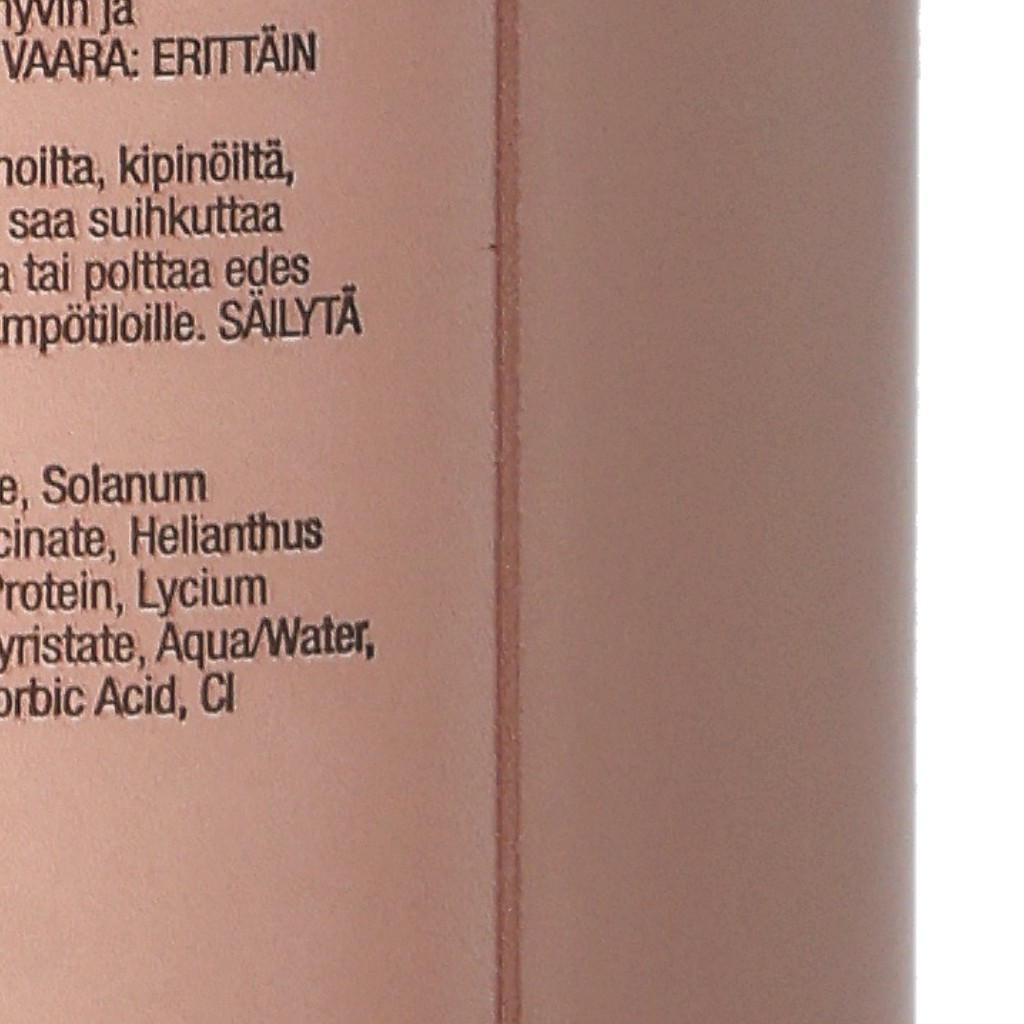 hyvin ja
VAARA: ERITTÄIN
noilta, kipinöiltä,
saa suihkuttaa
a tai polttaa edes
mpötiloille. SÄILYTÄ
e, Solanum
cinate, Helianthus
Protein, Lycium
yristate, Aqua/Water,
orbic Acid, CI